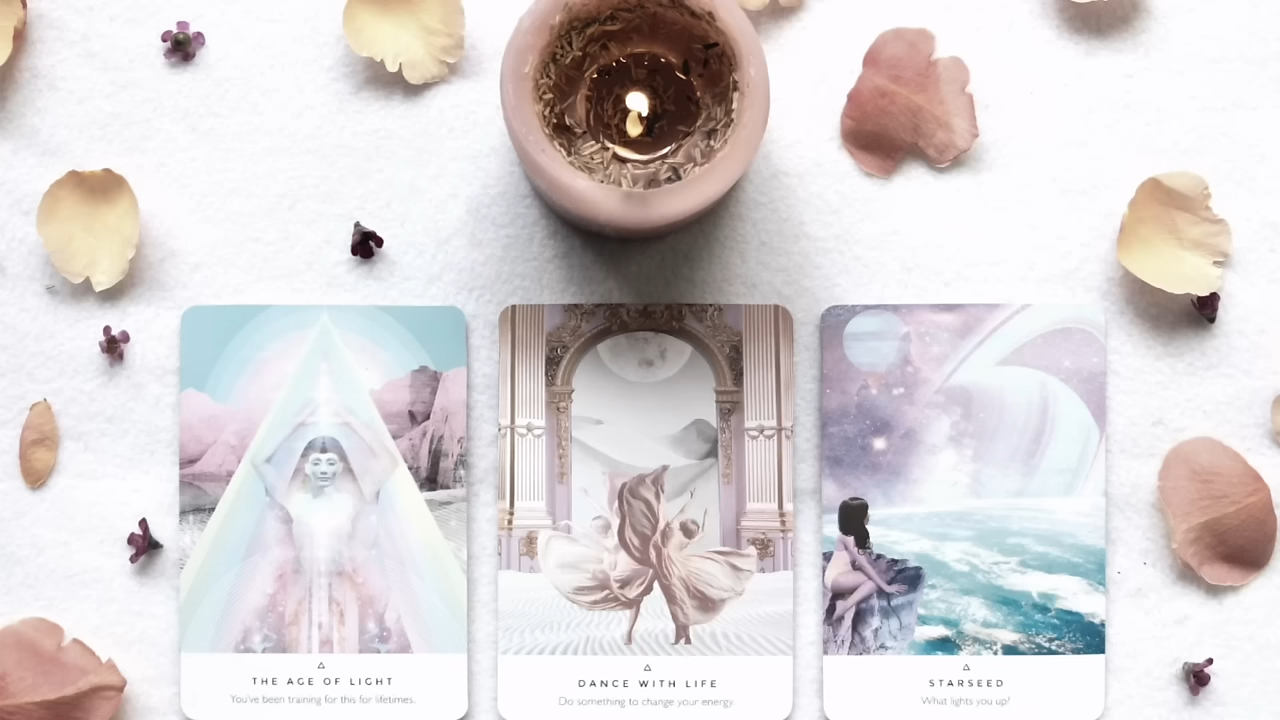 THE AGE OF LIGHT
You've been training for this for lifetimes.
DANCE WITH LIFE
Do something to change your energy
STARSEED
What lights you up?